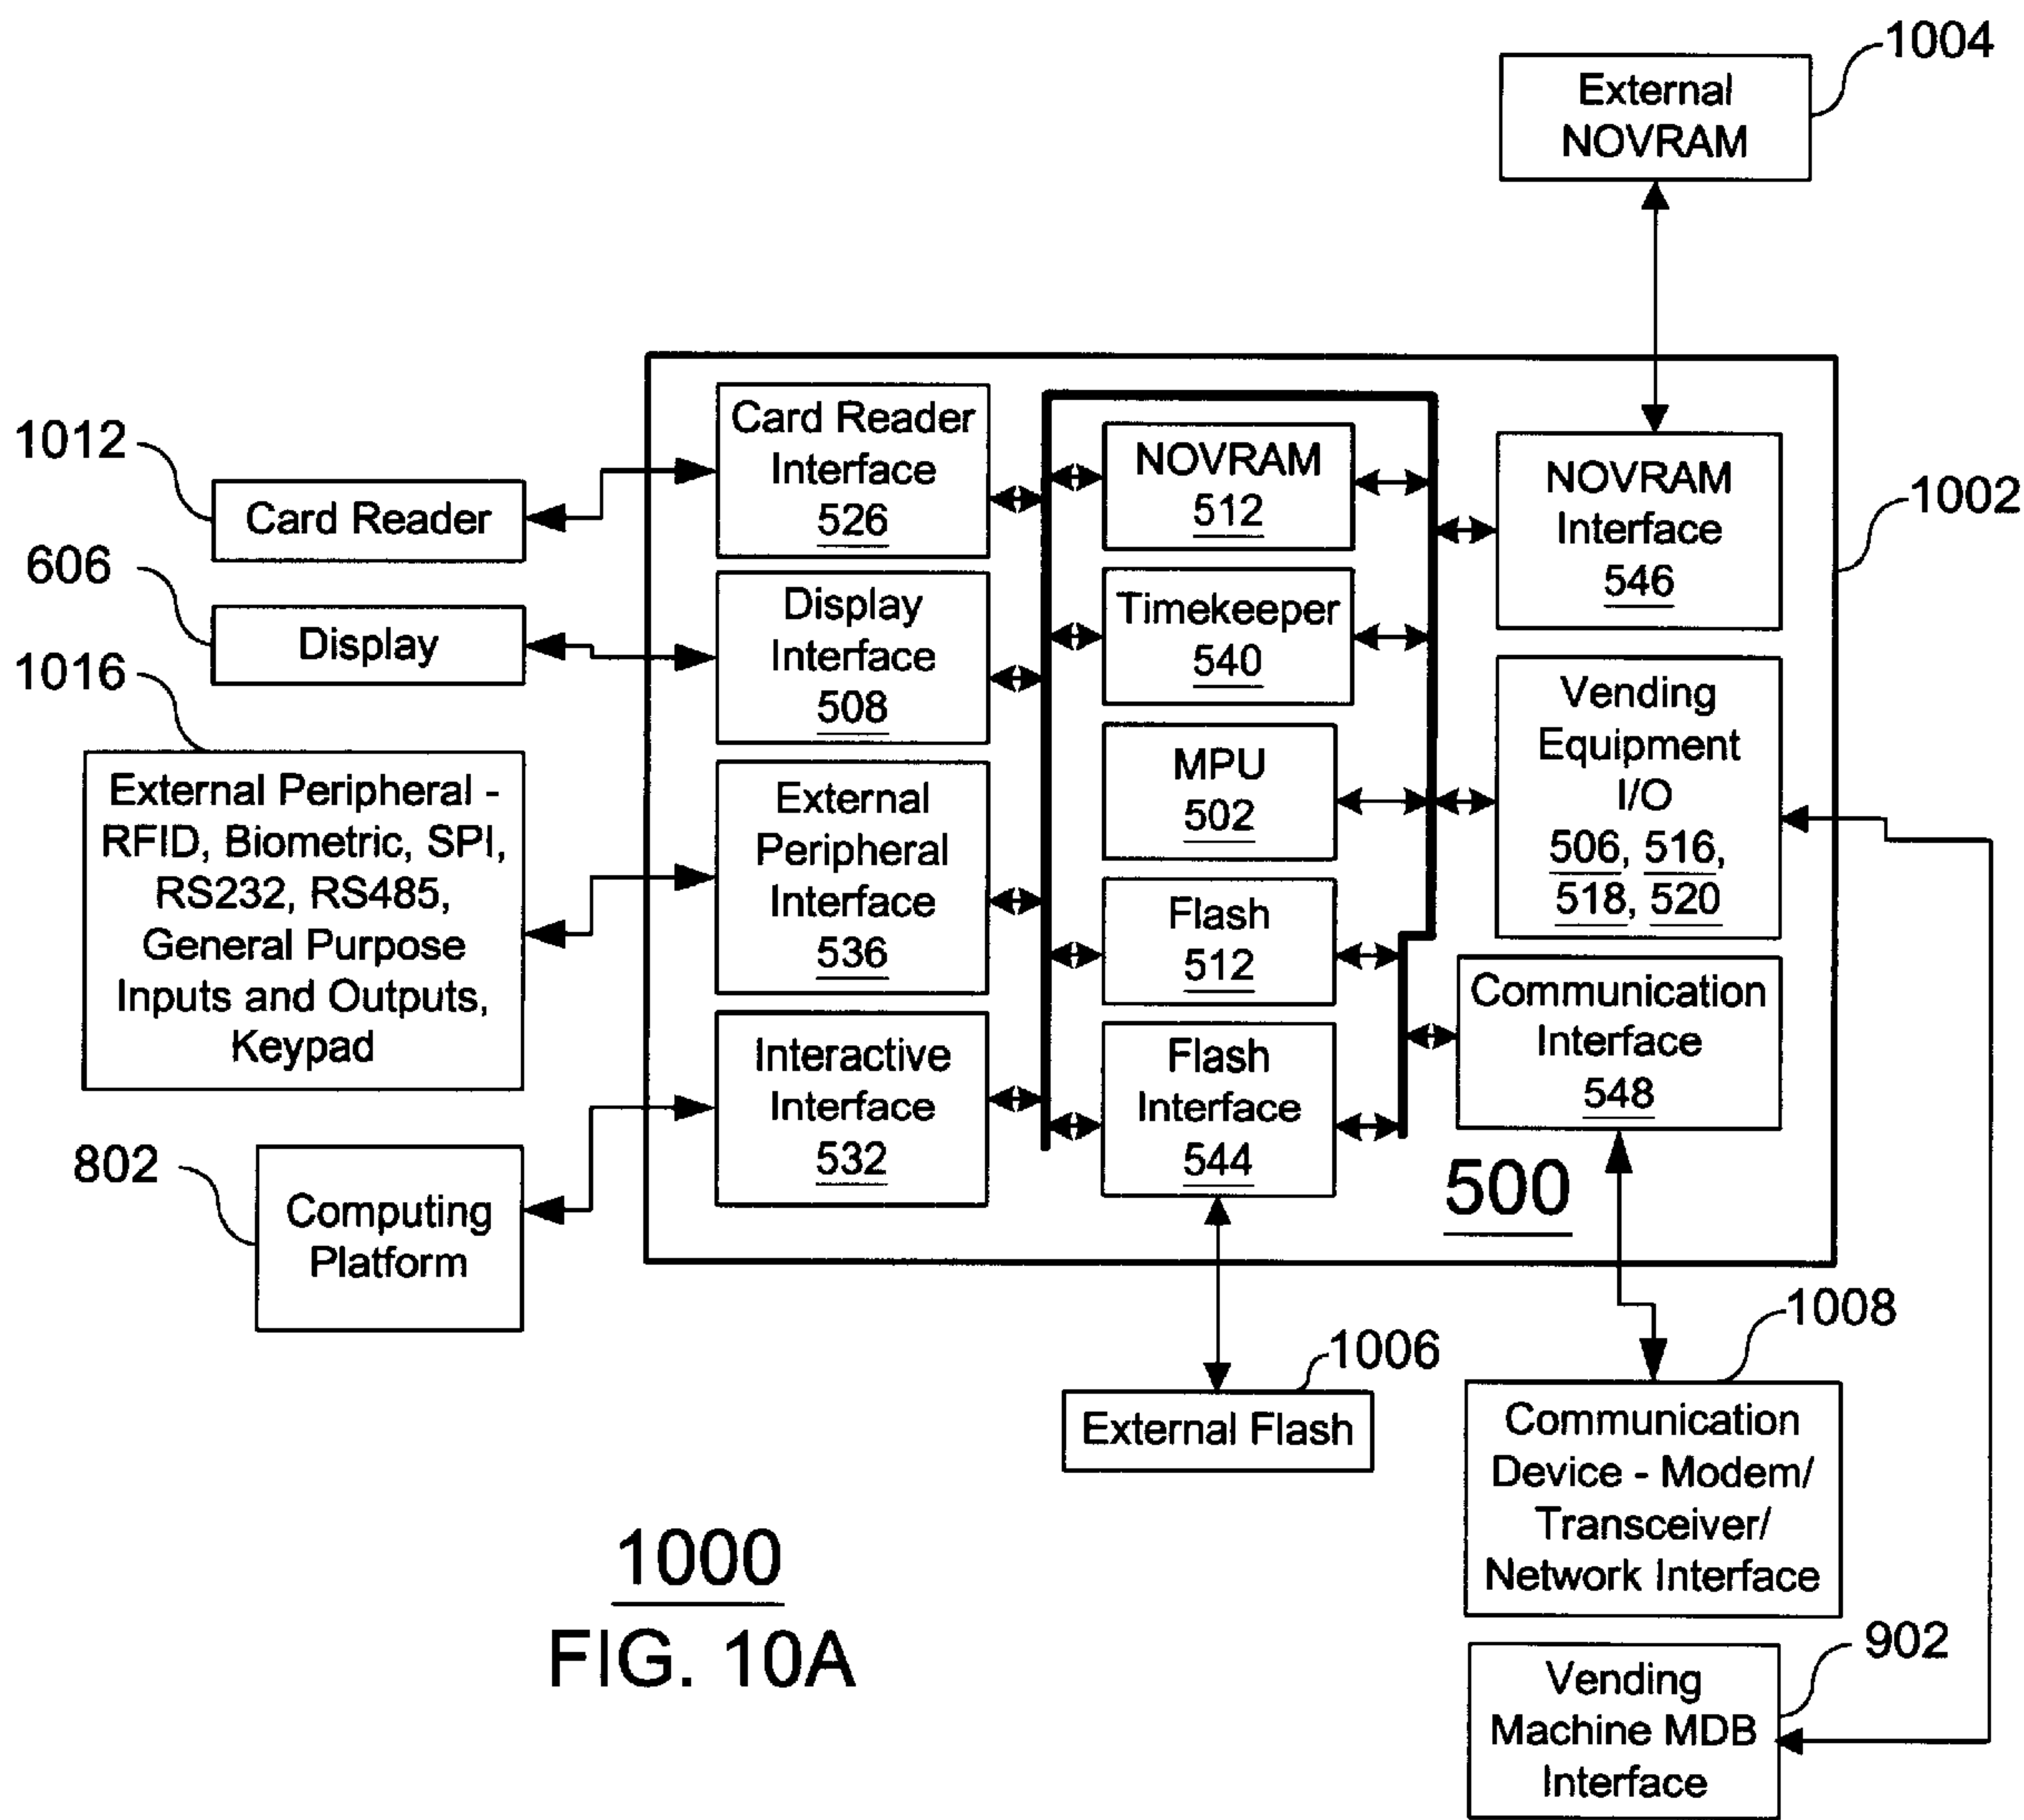 1004
External
NOVRAM
1002
1012
Card Reader
606
Display
1016
External Peripheral -
RFID, Biometric, SPI,
RS232, RS485,
General Purpose
Inputs and Outputs,
Keypad
802
Computing
Platform
Card Reader
Interface
526
Display
Interface
508
External
Peripheral
Interface
536
Interactive
Interface
532
NOVRAM
512
Timekeeper
540
MPU
502
Flash
512
Flash
Interface
544
NOVRAM
Interface
546
Vending
Equipment
I/O
506, 516,
518, 520
Communication
Interface
548
500
1006
External Flash
1008
Communication
Device - Modem/
Transceiver/
Network Interface
902
Vending
Machine MDB
Interface
1000
FIG. 10A